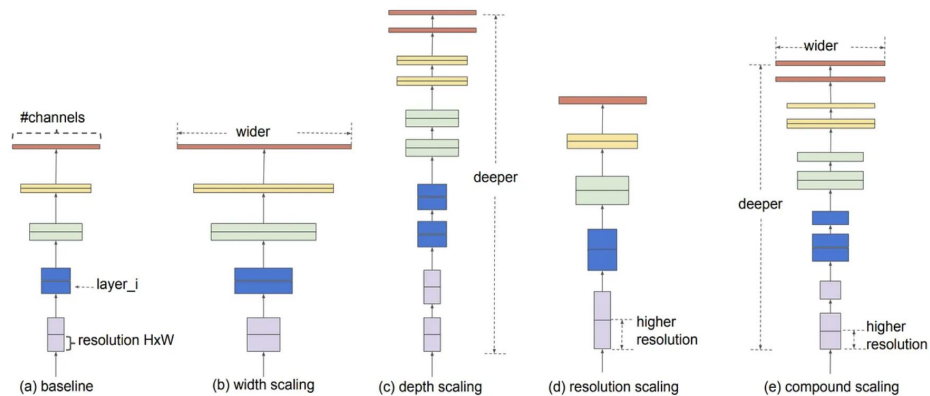 #channels
layer_i
resolution HxW
(a) baseline
wider
(b) width scaling
deeper
(c) depth scaling
higher
resolution
(d) resolution scaling
wider
deeper
higher
resolution
(e) compound scaling